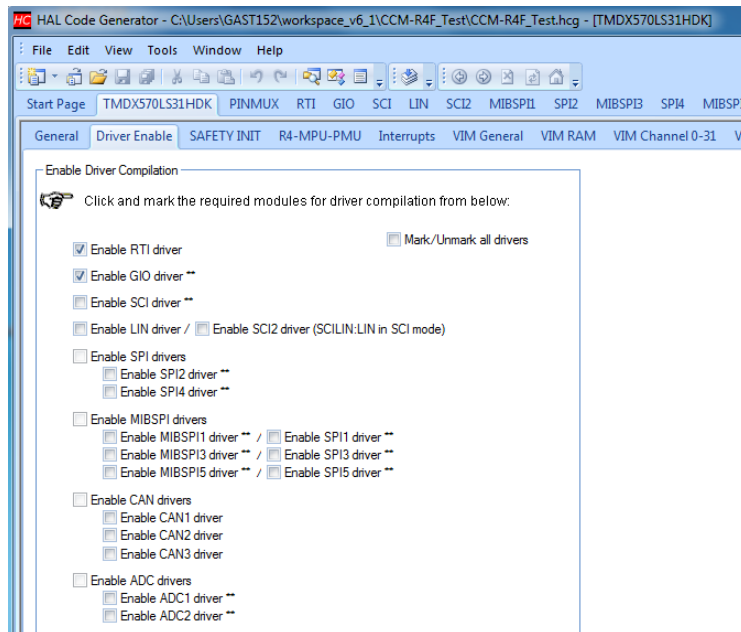 HC HAL Code Generator - C:\Users\GAST152\workspace_v6_1\CCM-R4F_Test\CCM-R4F_Test.hcg - [TMDX570LS31HDK]
File Edit View Tools Window Help
Start Page TMDX570LS31HDK PINMUX RTI GIO SCI LIN SCI2 MIBSPI1 SPI2 MIBSPI3 SPI4 MIBSP
General Driver Enable SAFETY INIT R4-MPU-PMU Interrupts VIM General VIM RAM VIM Channel 0-31 V
Enable Driver Compilation
Click and mark the required modules for driver compilation from below:
Mark/Unmark all drivers
Enable RTI driver
Enable GIO driver **
Enable SCI driver **
Enable LIN driver / Enable SCI2 driver (SCILIN:LIN in SCI mode)
Enable SPI drivers
Enable SPI2 driver **
Enable SPI4 driver **
Enable MIBSPI drivers
Enable MIBSPI1 driver ** / Enable SPI1 driver **
Enable MIBSPI3 driver ** / Enable SPI3 driver **
Enable MIBSPI5 driver ** / Enable SPI5 driver **
Enable CAN drivers
Enable CAN1 driver
Enable CAN2 driver
Enable CAN3 driver
Enable ADC drivers
Enable ADC1 driver **
Enable ADC2 driver **